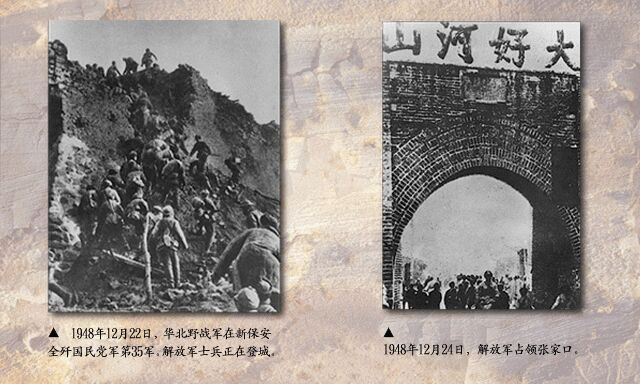 大好河山
▲ 1948年12月22日，华北野战军在新保安
全歼国民党军第35军。解放军士兵正在登城。
▲
1948年12月24日，解放军占领张家口。